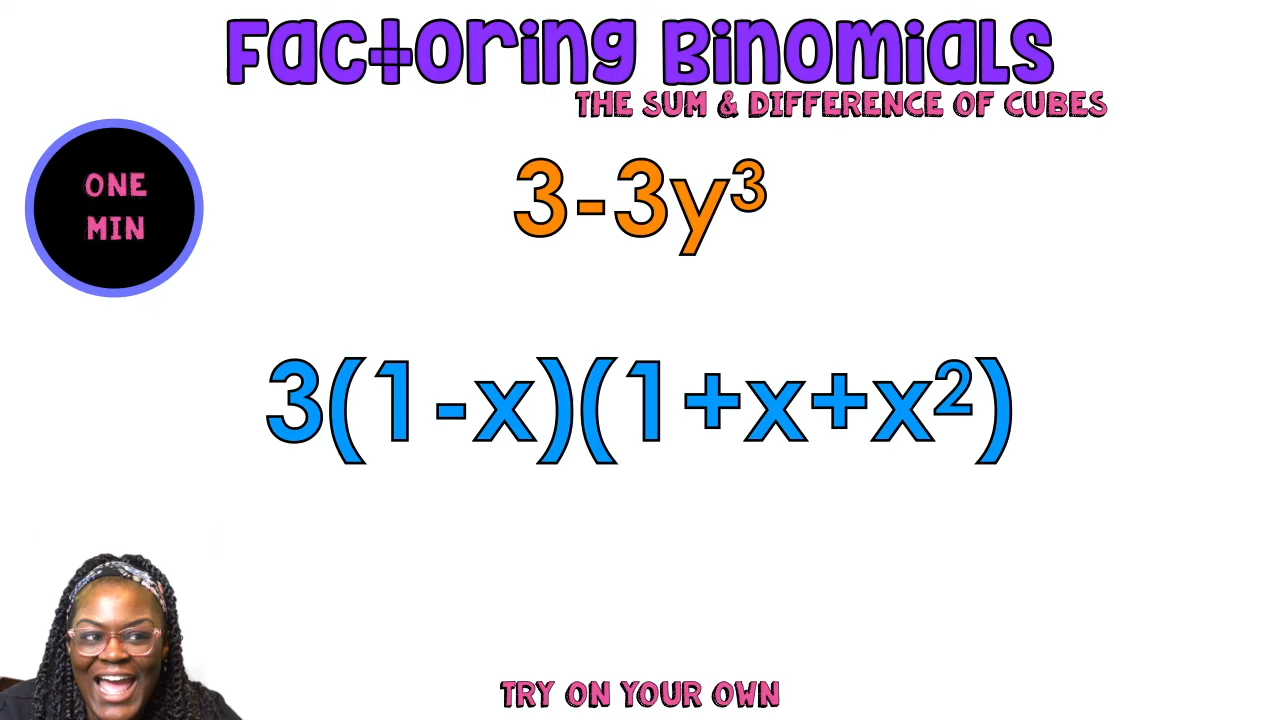 Factoring Binomials
THE SUM & DIFFERENCE OF CUBES
ONE
MIN
3-3y³
3(1-x)(1+x+x²)
TRY ON YOUR OWN